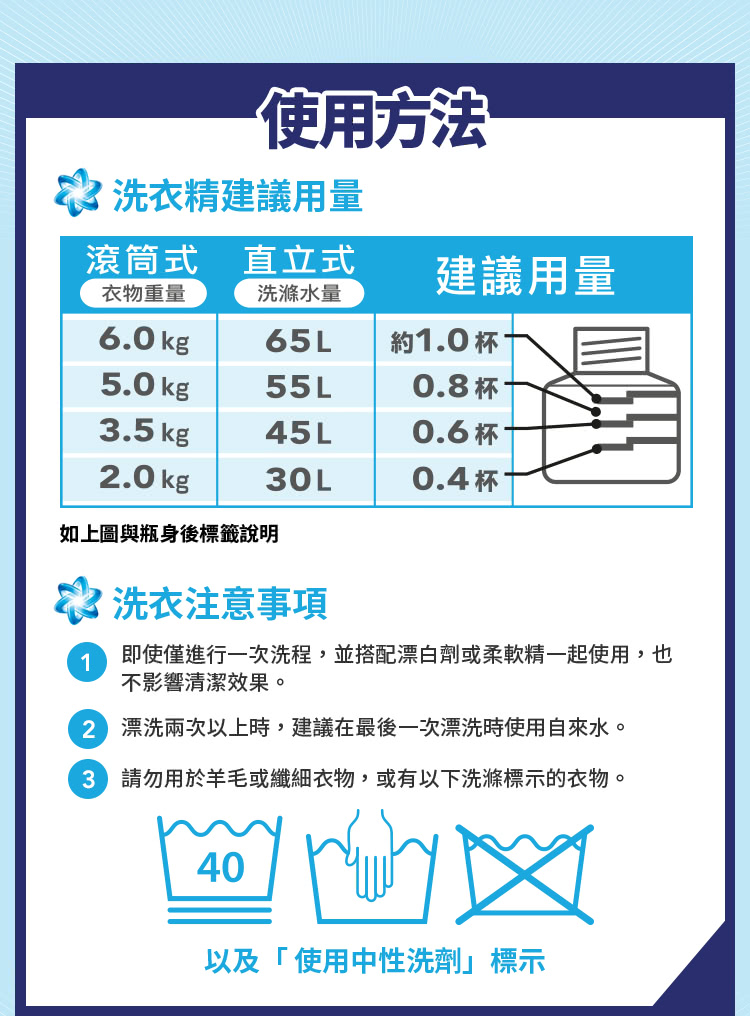 使用方法
洗衣精建議用量
滾筒式 直立式 建議用量
衣物重量 洗滌水量
6.0 kg 65 L 約1.0 杯
5.0 kg 55 L 0.8 杯
3.5 kg 45 L 0.6 杯
2.0 kg 30 L 0.4 杯
如上圖與瓶身後標籤說明
洗衣注意事項
1 即使僅進行一次洗程，並搭配漂白劑或柔軟精一起使用，也
不影響清潔效果。
2 漂洗兩次以上時，建議在最後一次漂洗時使用自來水。
3 請勿用於羊毛或纖細衣物，或有以下洗滌標示的衣物。
40
以及「使用中性洗劑」標示